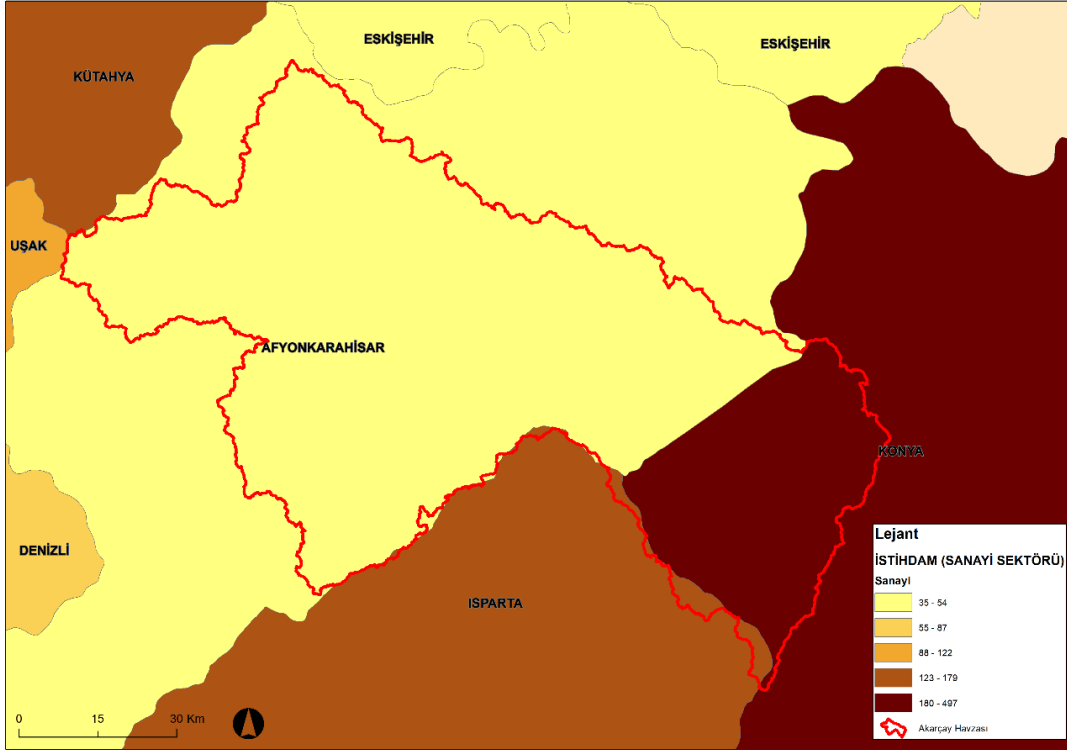 ESKİŞEHİR
ESKİŞEHİR
KÜTAHYA
UŞAK
AFYONKARAHİSAR
KONYA
DENİZLİ
ISPARTA
Lejant
İSTİHDAM (SANAYİ SEKTÖRÜ)
Sanayi
35 - 54
55 - 87
88 - 122
123 - 179
180 - 497
Akarçay Havzası
0 15 30 Km